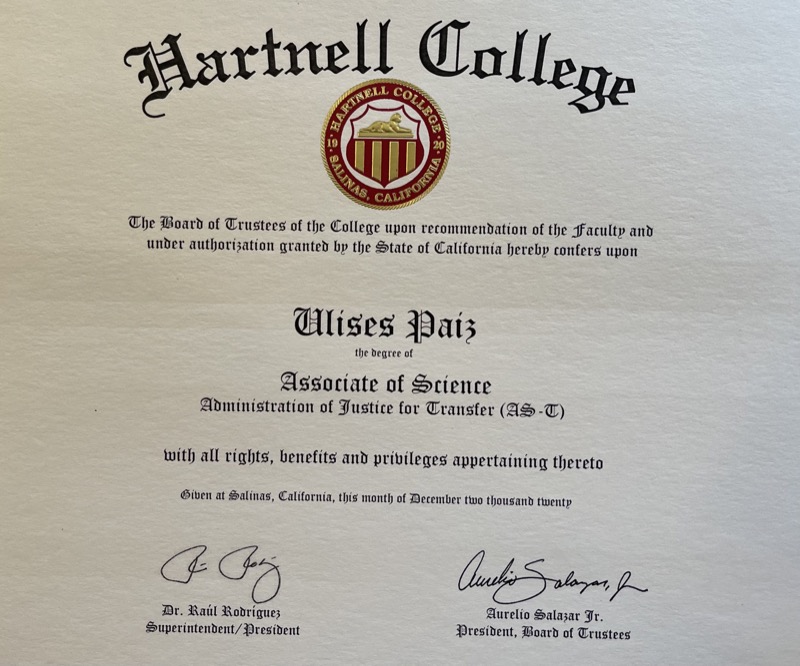 Hartnell College
HARTNELL COLLEGE
19 20
SALINAS, CALIFORNIA
The Board of Trustees of the College upon recommendation of the Faculty and
under authorization granted by the State of California hereby confers upon
Ulises Paiz
the degree of
Associate of Science
Administration of Justice for Transfer (AS-T)
with all rights, benefits and privileges appertaining thereto
Given at Salinas, California, this month of December two thousand twenty
Aurelio Salazar, Jr
Dr. Raúl Rodríguez
Aurelio Salazar Jr.
Superintendent/President
President, Board of Trustees